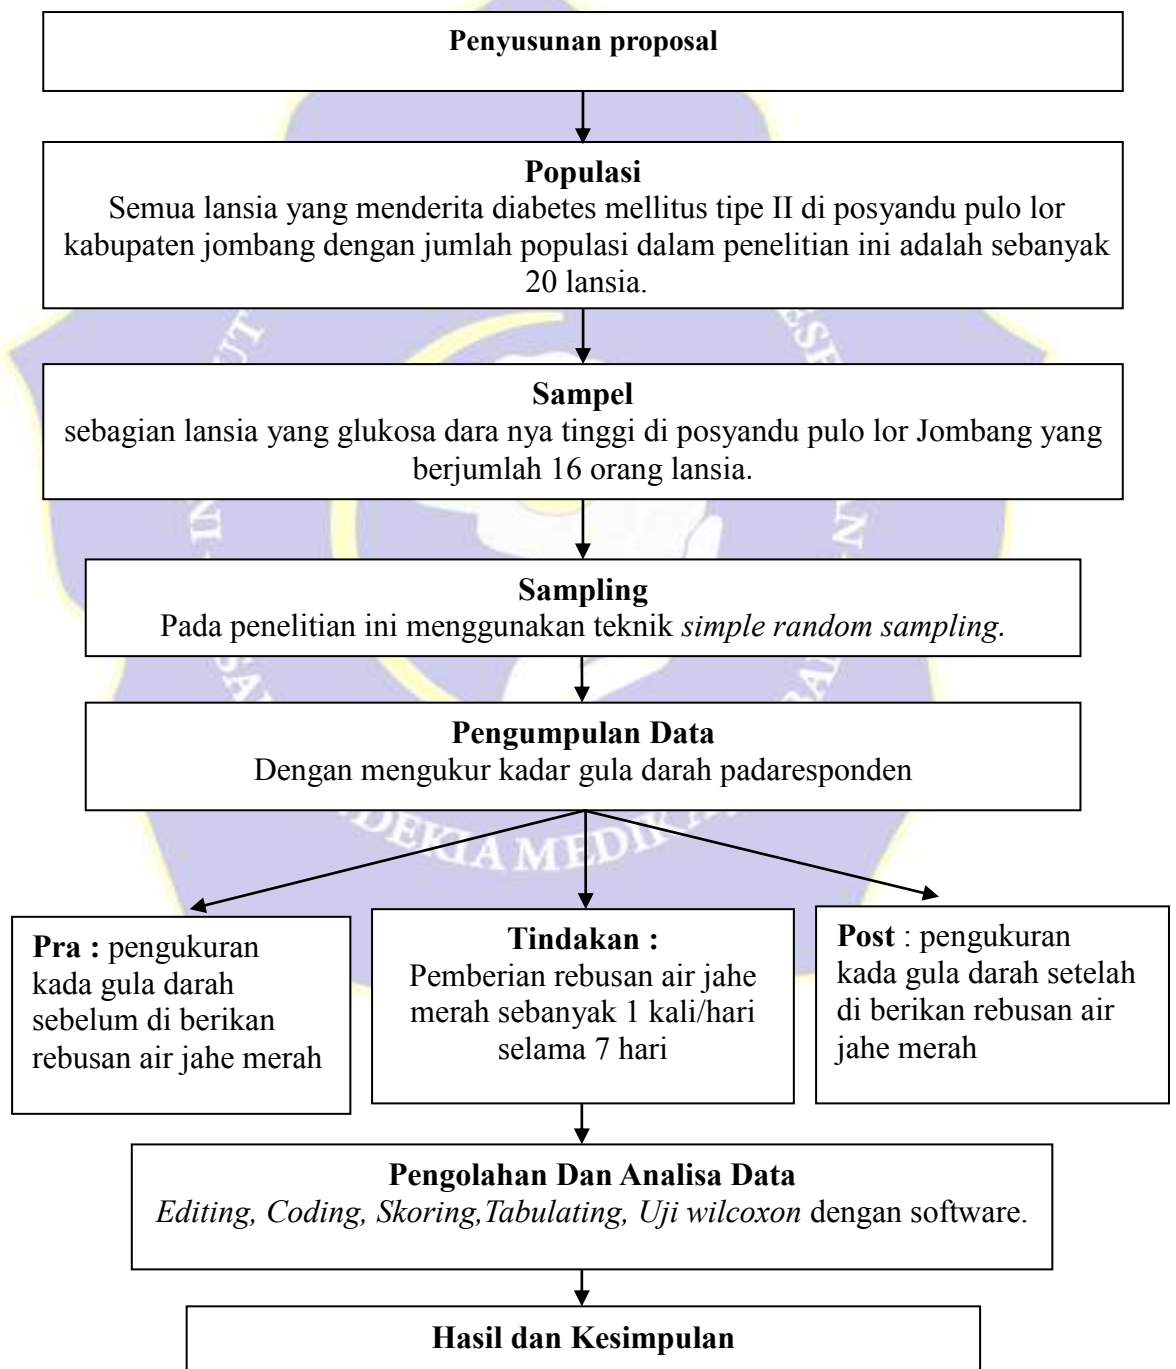 Penyusunan proposal
Populasi
Semua lansia yang menderita diabetes mellitus tipe II di posyandu pulo lor
kabupaten jombang dengan jumlah populasi dalam penelitian ini adalah sebanyak
20 lansia.
Sampel
sebagian lansia yang glukosa dara nya tinggi di posyandu pulo lor Jombang yang
berjumlah 16 orang lansia.
Sampling
Pada penelitian ini menggunakan teknik simple random sampling.
Pengumpulan Data
Dengan mengukur kadar gula darah padaresponden
Pra : pengukuran
kada gula darah
sebelum di berikan
rebusan air jahe merah
Tindakan :
Pemberian rebusan air jahe
merah sebanyak 1 kali/hari
selama 7 hari
Post : pengukuran
kada gula darah setelah
di berikan rebusan air
jahe merah
Pengolahan Dan Analisa Data
Editing, Coding, Skoring,Tabulating, Uji wilcoxon dengan software.
Hasil dan Kesimpulan